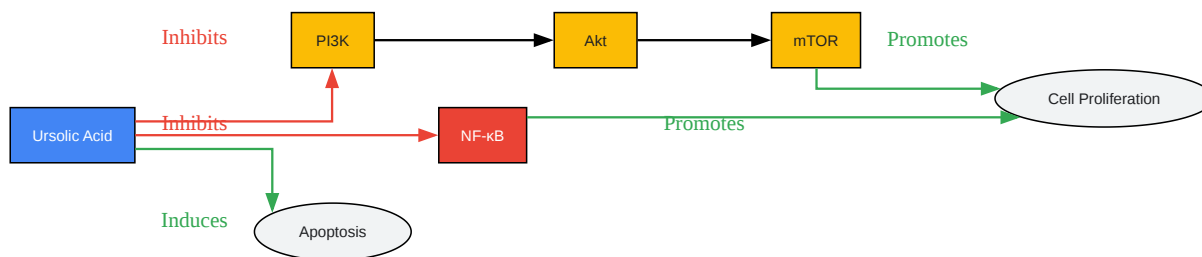 Inhibits
PI3K
Akt
mTOR
Promotes
Cell Proliferation
Ursolic Acid
Inhibits
NF-κB
Promotes
Induces
Apoptosis